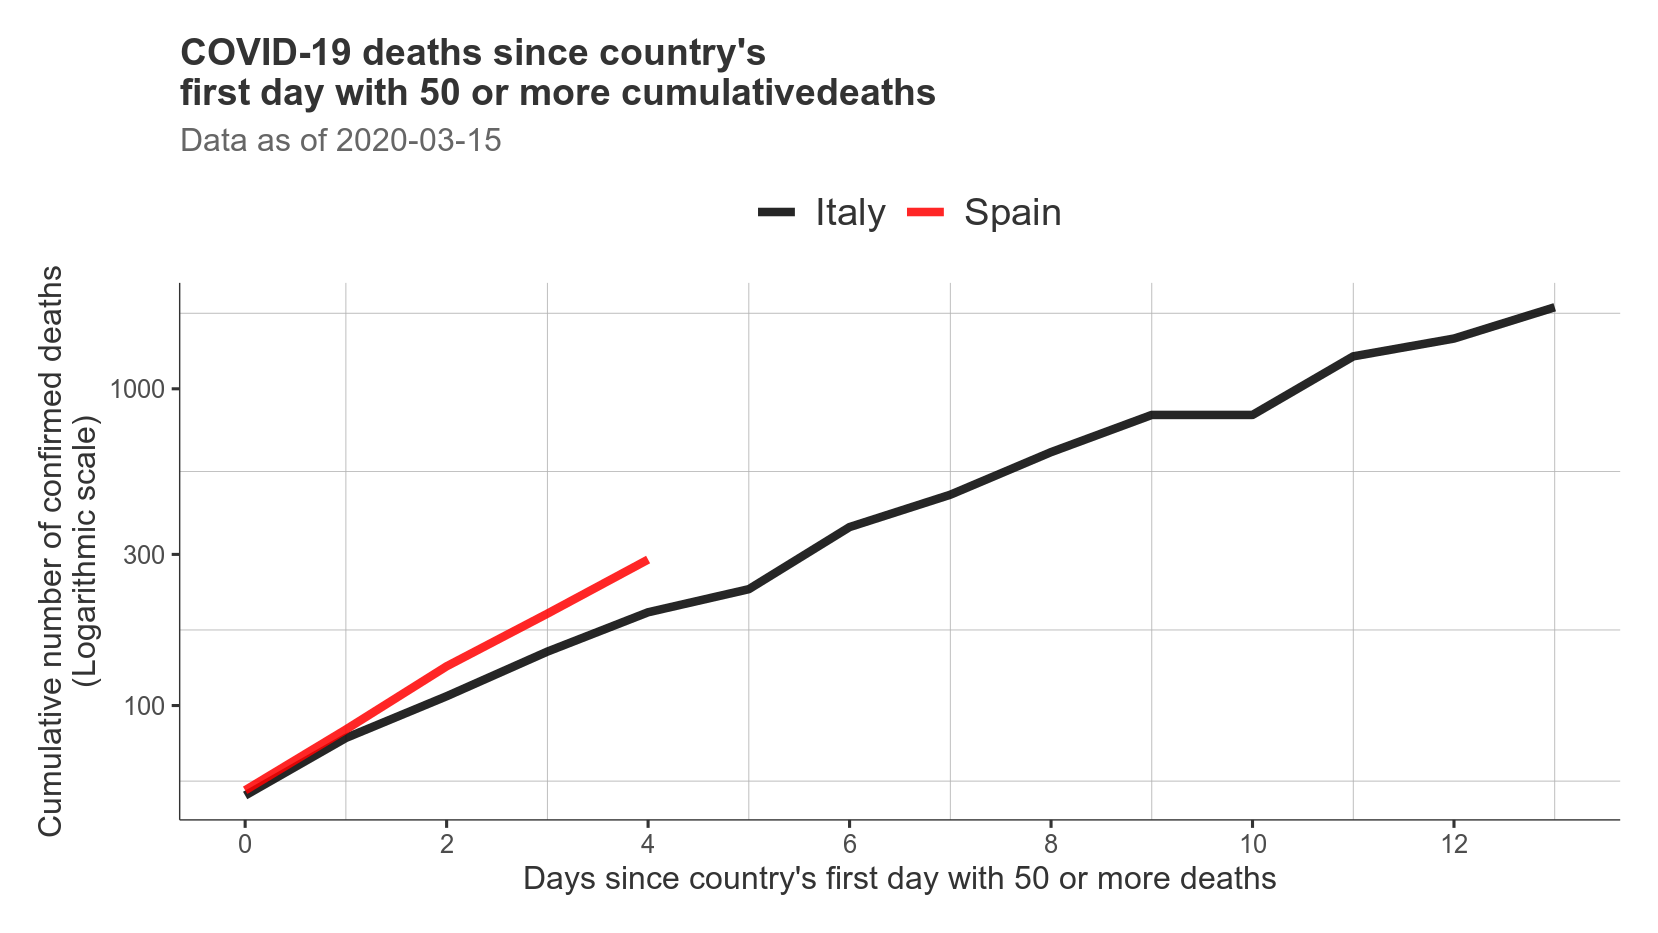 COVID-19 deaths since country's
first day with 50 or more cumulativedeaths
Data as of 2020-03-15
Italy Spain
Cumulative number of confirmed deaths
(Logarithmic scale)
1000
300
100
0 2 4 6 8 10 12
Days since country's first day with 50 or more deaths